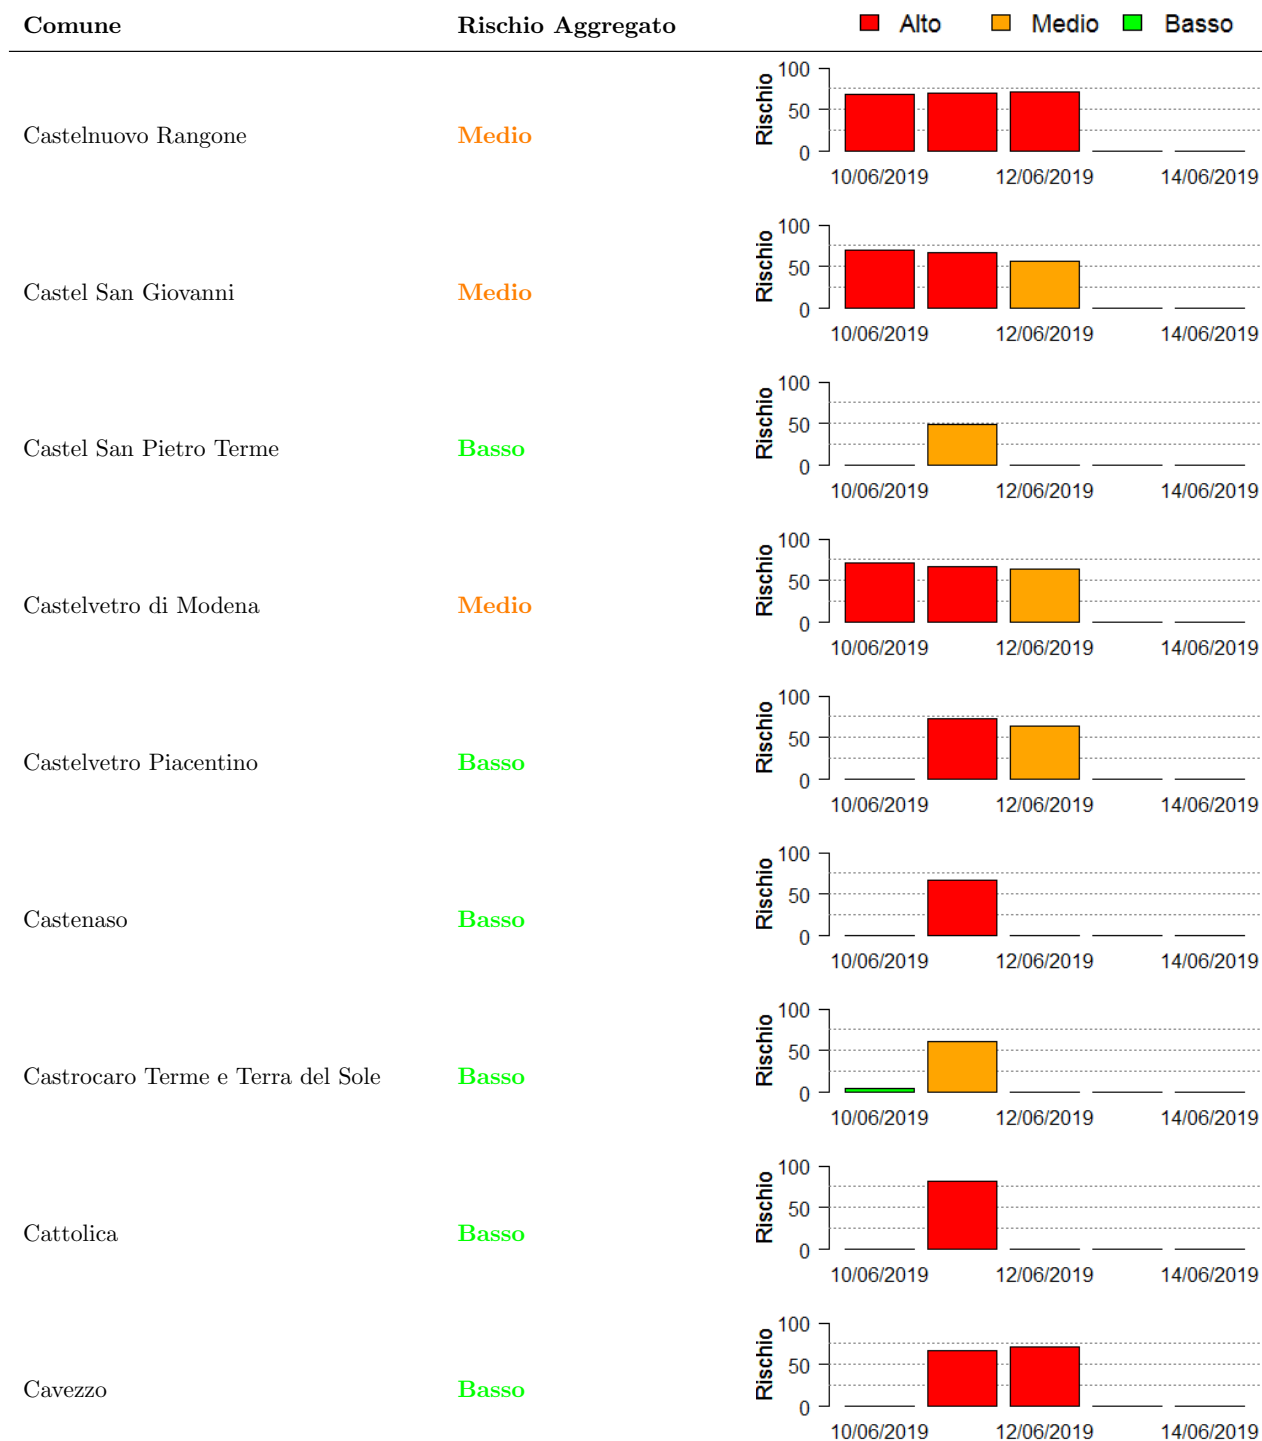 Comune Rischio Aggregato Alto Medio Basso
100
50
0
Rischio
Castelnuovo Rangone Medio
10/06/2019 12/06/2019 14/06/2019
100
50
0
Rischio
Castel San Giovanni Medio
10/06/2019 12/06/2019 14/06/2019
100
50
0
Rischio
Castel San Pietro Terme Basso
10/06/2019 12/06/2019 14/06/2019
100
50
0
Rischio
Castelvetro di Modena Medio
10/06/2019 12/06/2019 14/06/2019
100
50
0
Rischio
Castelvetro Piacentino Basso
10/06/2019 12/06/2019 14/06/2019
100
50
0
Rischio
Castenaso Basso
10/06/2019 12/06/2019 14/06/2019
100
50
0
Rischio
Castrocaro Terme e Terra del Sole Basso
10/06/2019 12/06/2019 14/06/2019
100
50
0
Rischio
Cattolica Basso
10/06/2019 12/06/2019 14/06/2019
100
50
0
Rischio
Cavezzo Basso
10/06/2019 12/06/2019 14/06/2019